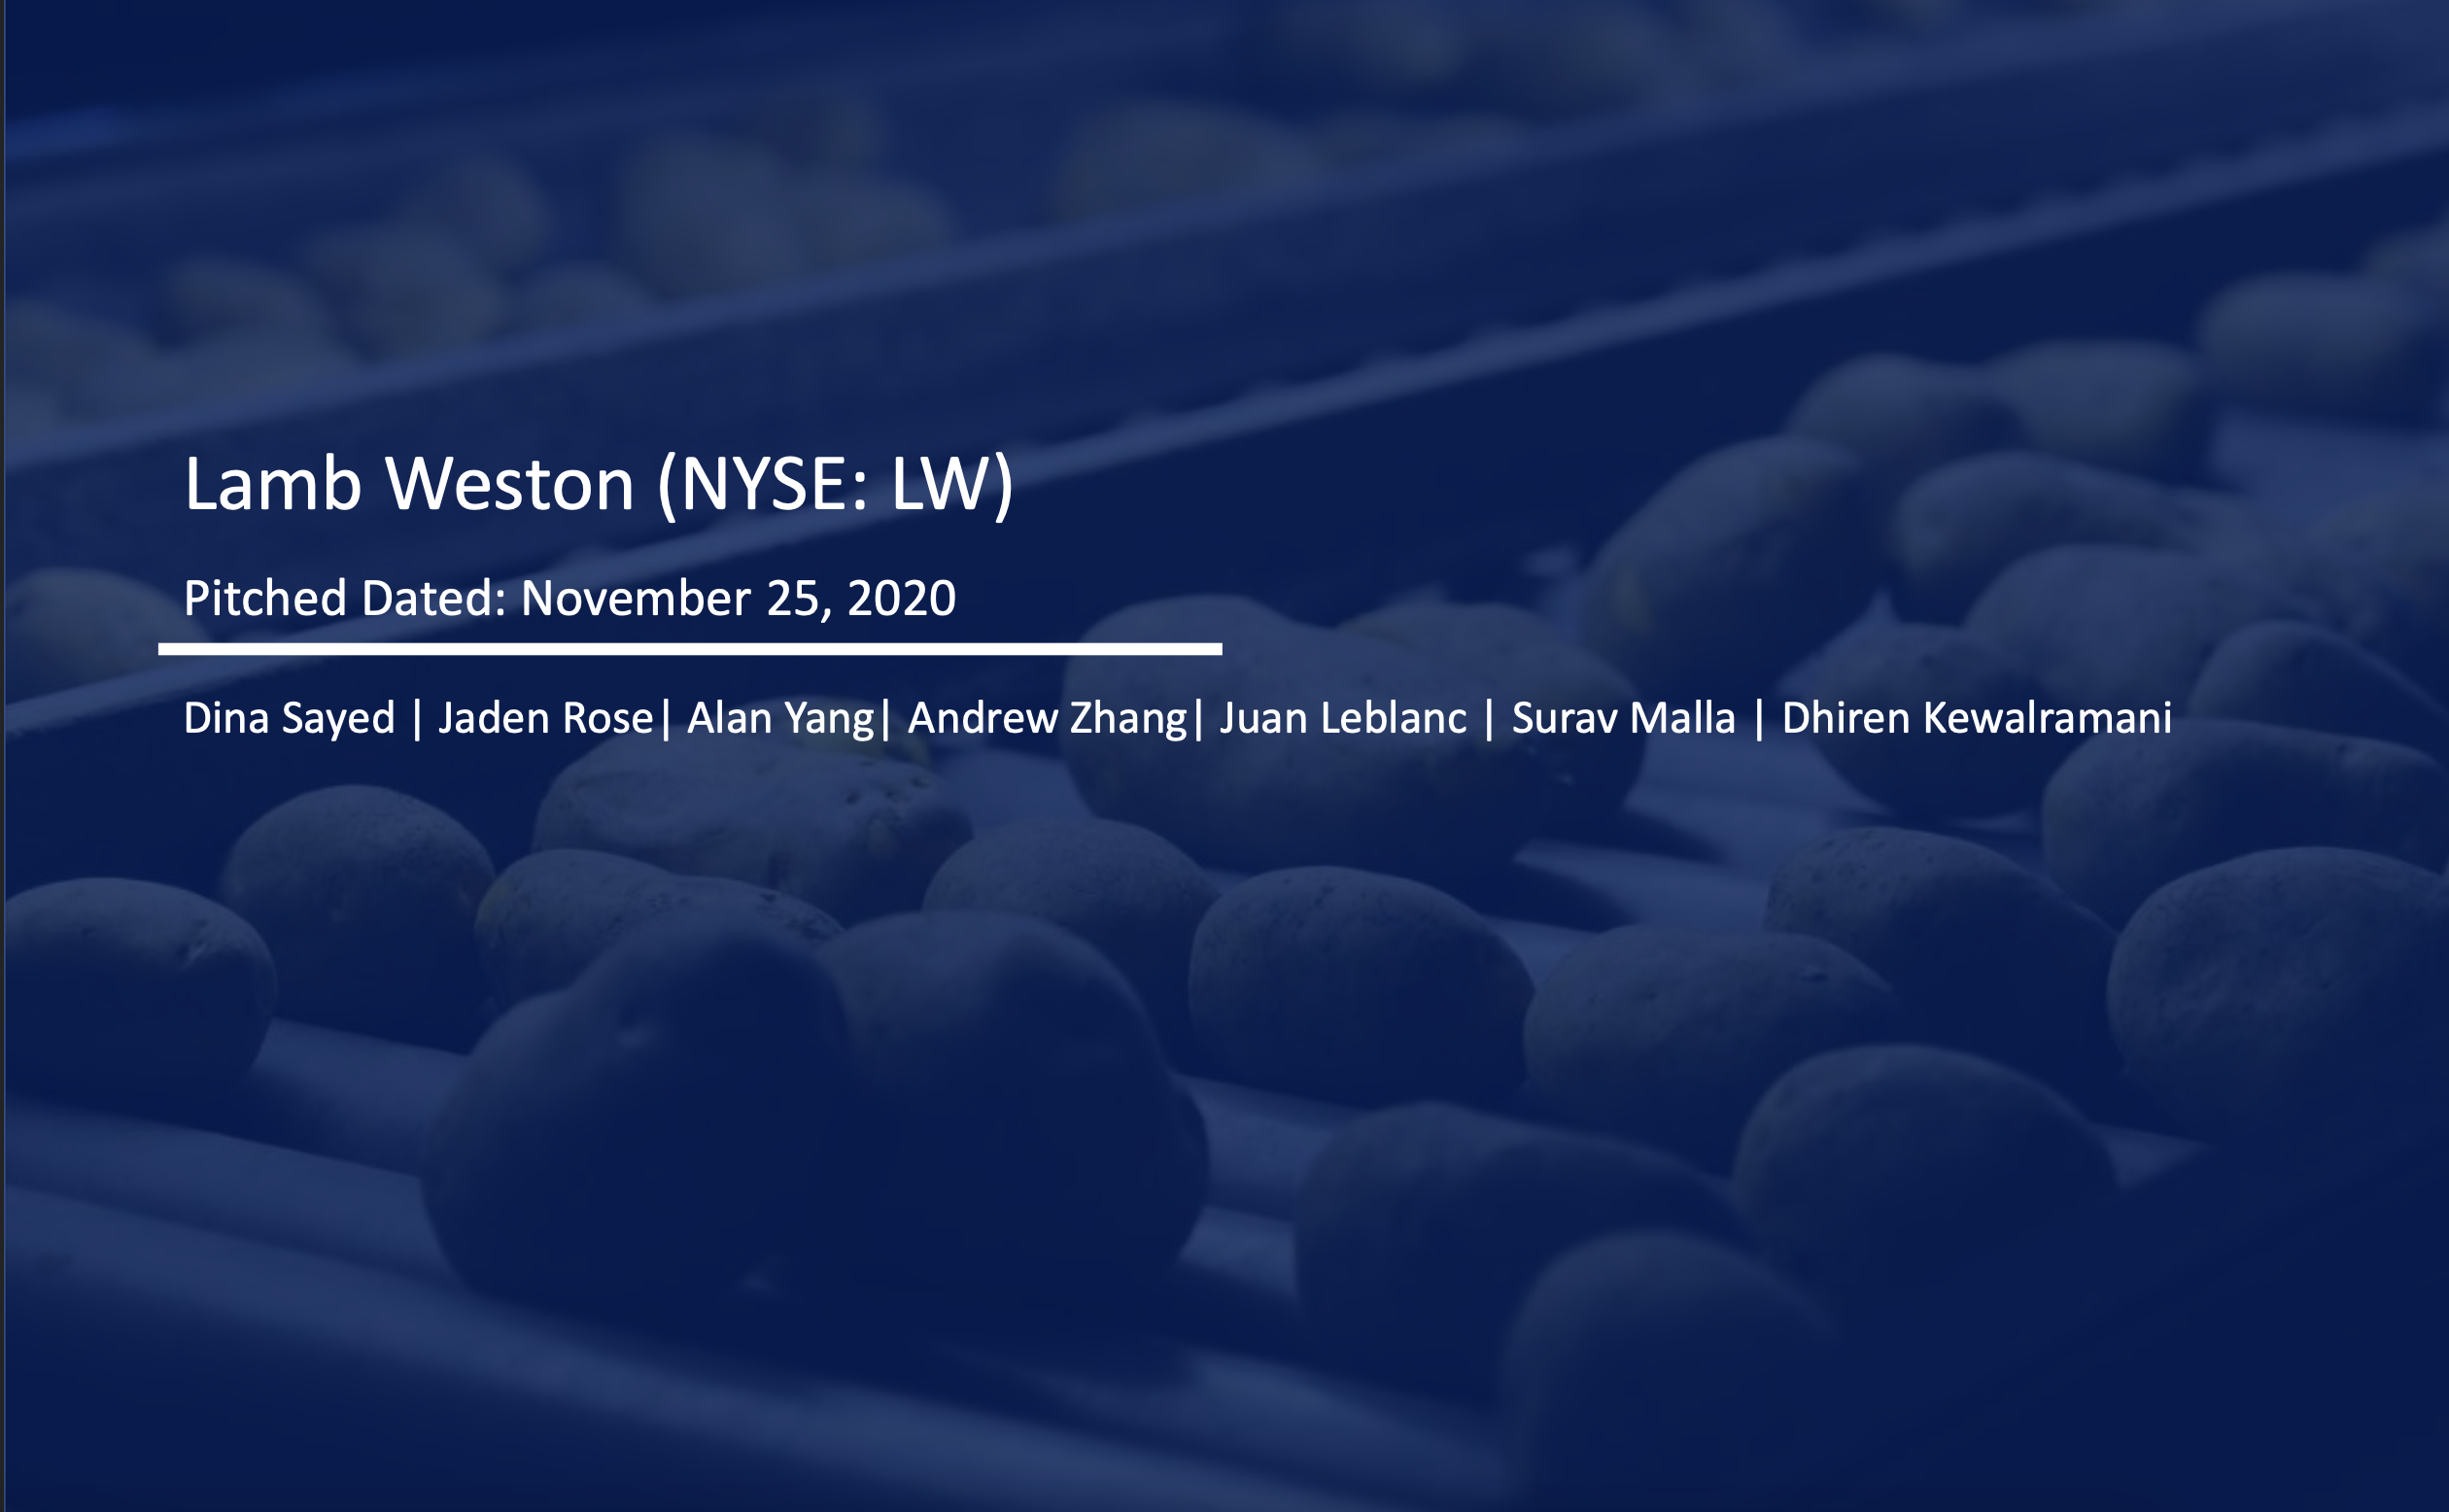 Lamb Weston (NYSE: LW)
Pitched Dated: November 25, 2020
Dina Sayed | Jaden Rose| Alan Yang| Andrew Zhang| Juan Leblanc | Surav Malla | Dhiren Kewalramani